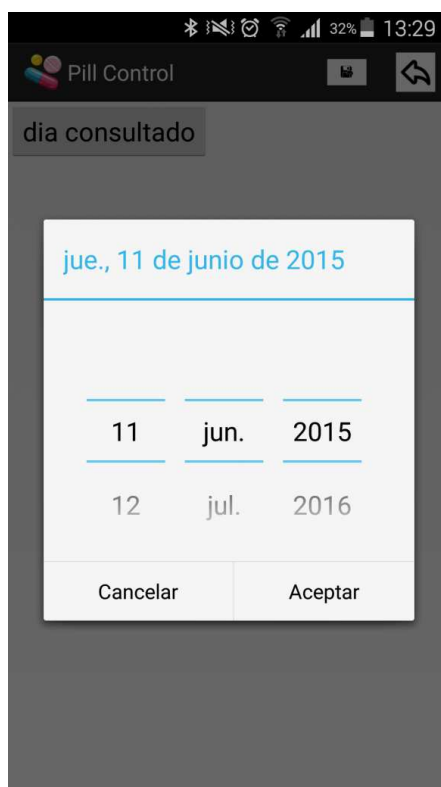 32% 13:29
Pill Control
dia consultado
jue., 11 de junio de 2015
11 jun. 2015
12 jul. 2016
Cancelar Aceptar